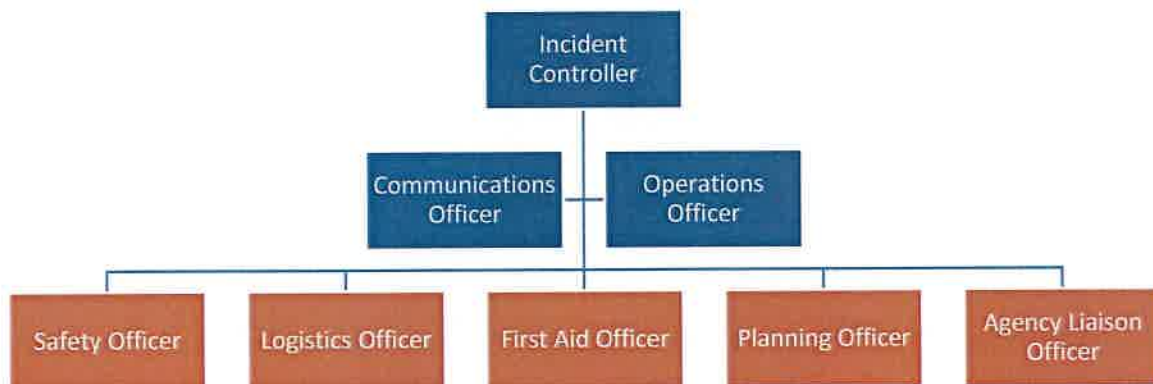 Incident
Controller
Communications
Officer
Operations
Officer
Safety Officer
Logistics Officer
First Aid Officer
Planning Officer
Agency Liaison
Officer